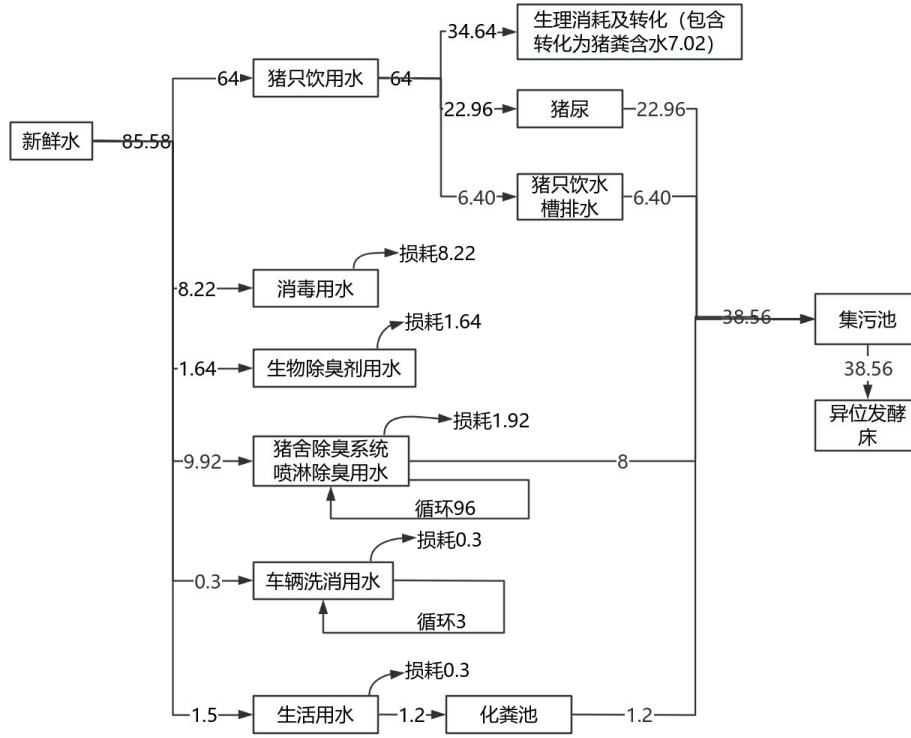 34.64
生理消耗及转化（包含
转化为猪粪含水7.02）
64
猪只饮用水
64
22.96
猪尿
22.96
新鲜水
85.58
6.40
猪只饮水
槽排水
6.40
损耗8.22
8.22
消毒用水
损耗1.64
1.64
生物除臭剂用水
38.56
集污池
38.56
异位发酵
床
损耗1.92
9.92
猪舍除臭系统
喷淋除臭用水
8
循环96
损耗0.3
0.3
车辆洗消用水
循环3
损耗0.3
1.5
生活用水
1.2
化粪池
1.2